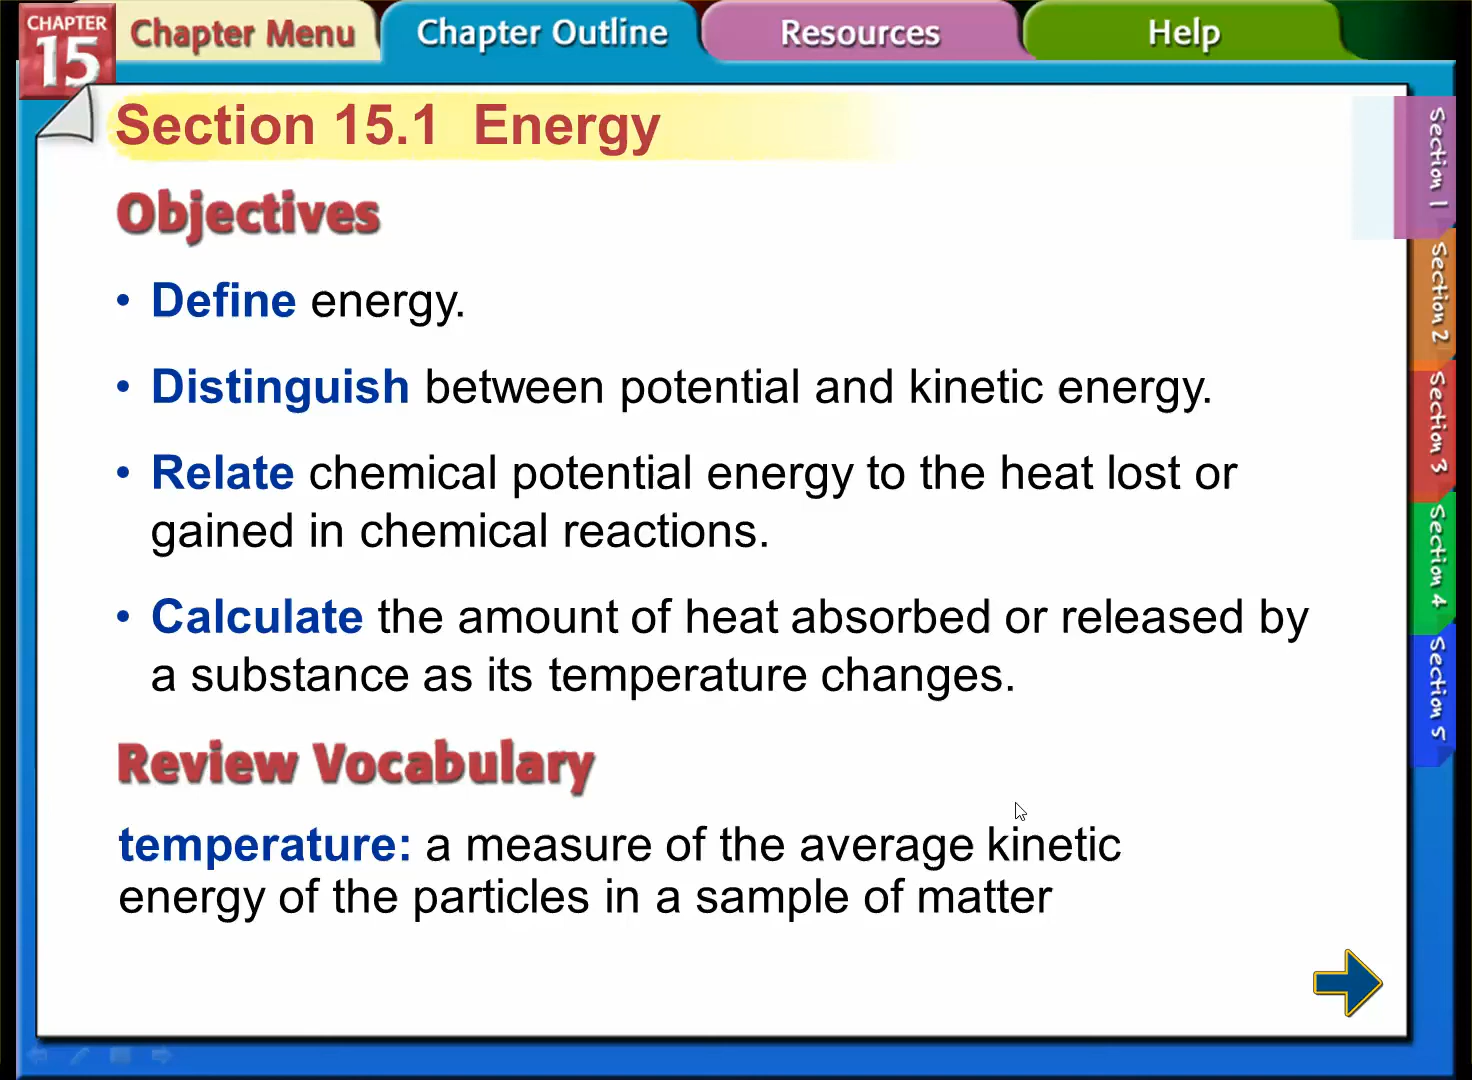 CHAPTER
15
Chapter Menu
Chapter Outline
Resources
Help
Section 15.1 Energy
Objectives
• Define energy.
• Distinguish between potential and kinetic energy.
• Relate chemical potential energy to the heat lost or
gained in chemical reactions.
• Calculate the amount of heat absorbed or released by
a substance as its temperature changes.
Review Vocabulary
temperature: a measure of the average kinetic
energy of the particles in a sample of matter
Section 1
Section 2
Section 3
Section 4
Section 5